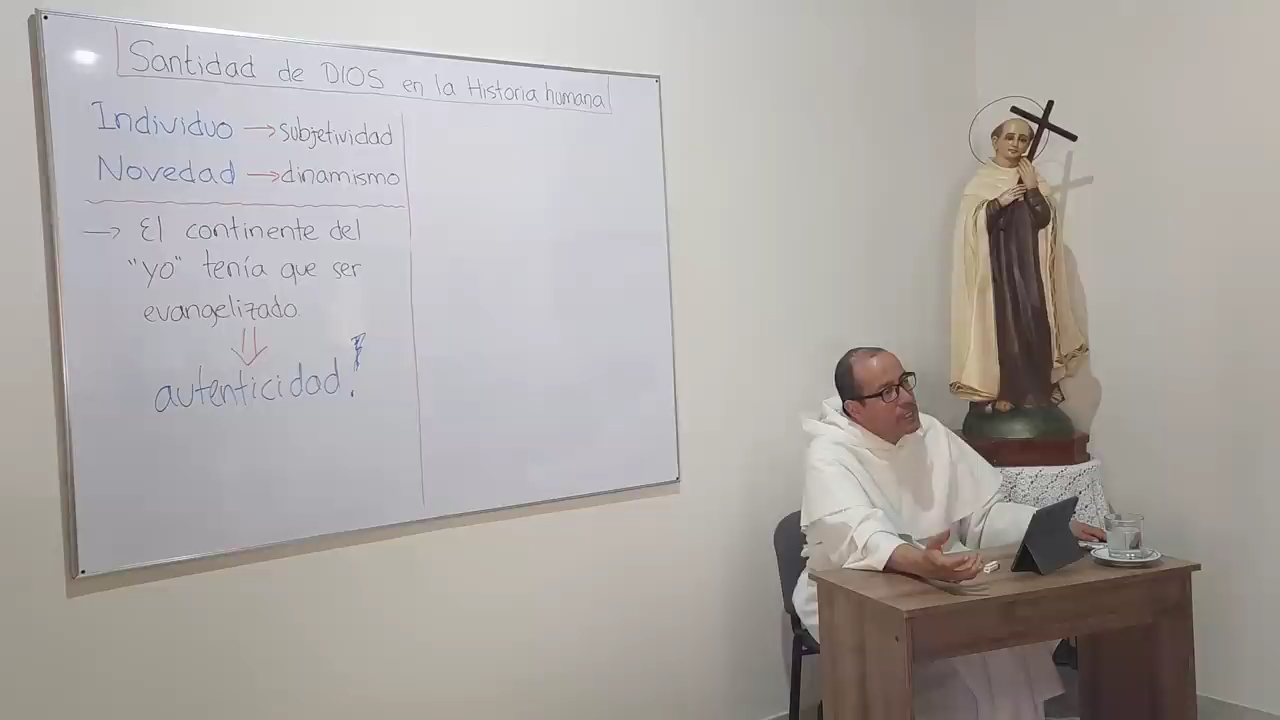 Santidad de DIOS en la Historia humana
Individuo → subjetividad
Novedad → dinamismo
→ El continente del
"yo" tenía que ser
evangelizado
⇓
autenticidad!